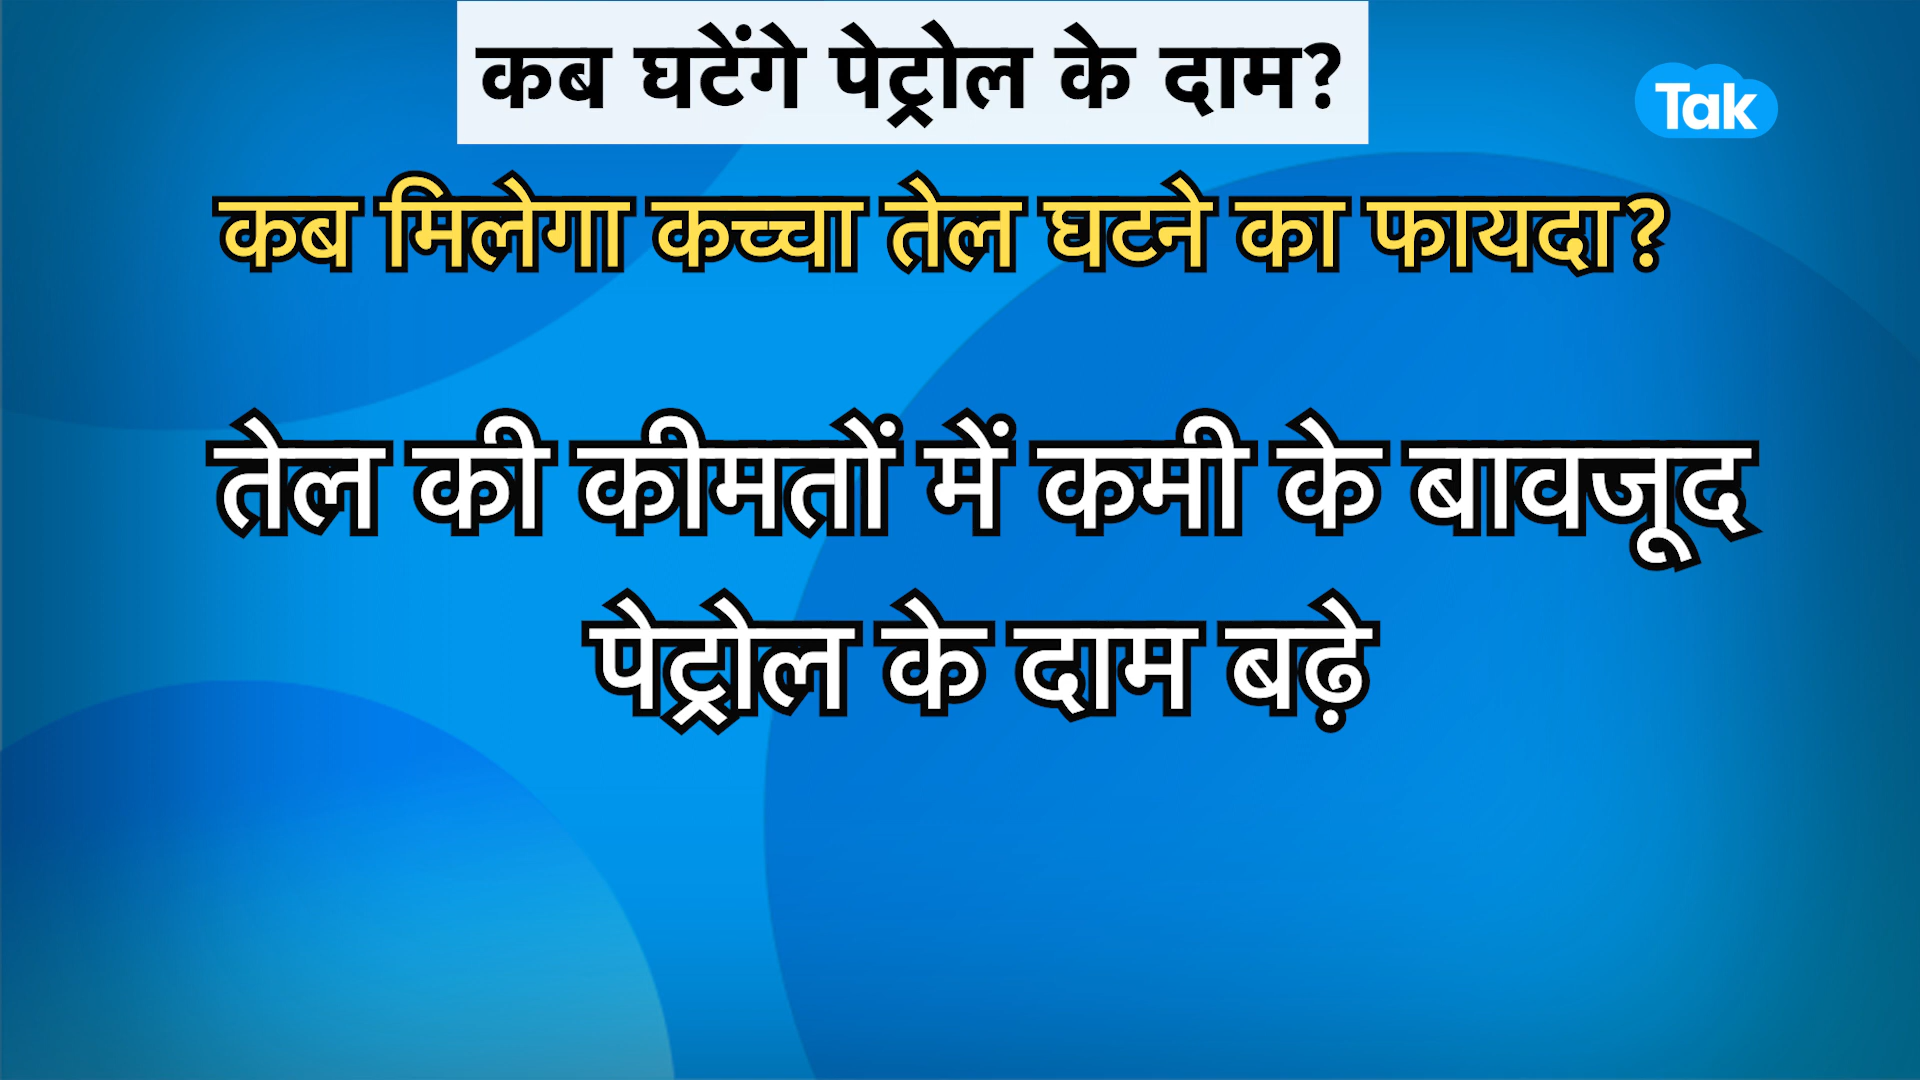 कब घटेंगे पेट्रोल के दाम?
Tak
कब मिलेगा कच्चा तेल घटने का फायदा?
तेल की कीमतों में कमी के बावजूद
पेट्रोल के दाम बढ़े